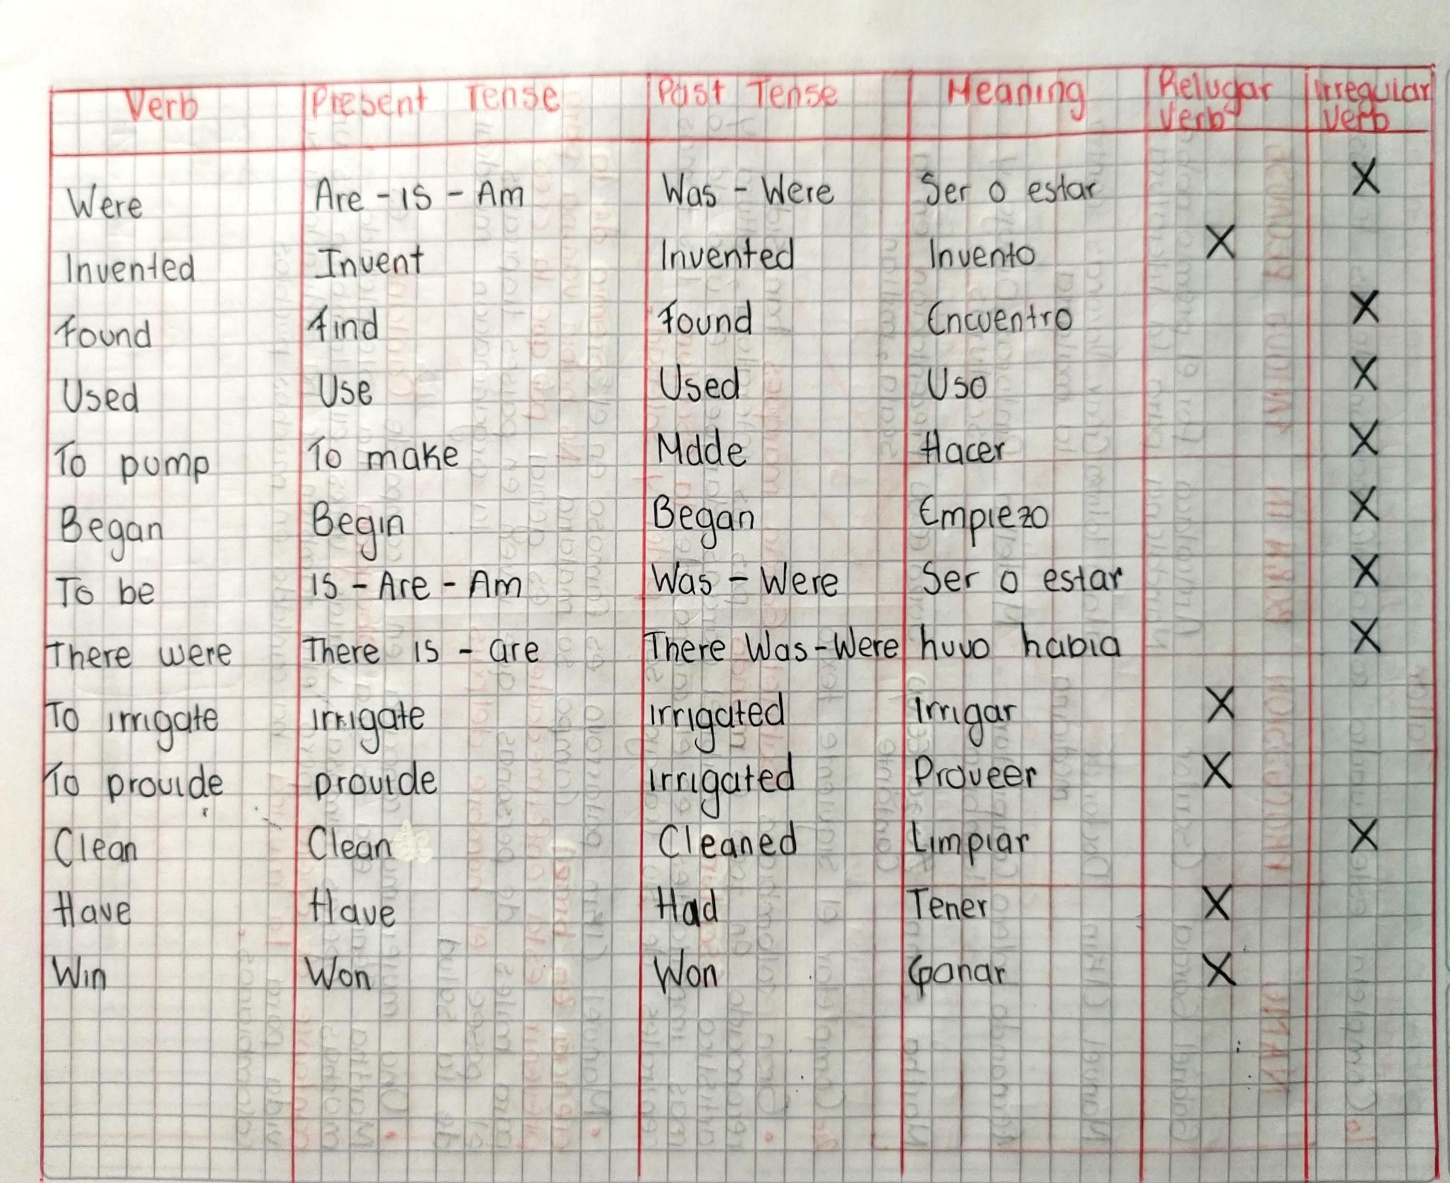 Verb Present Tense Past Tense Meaning Relugar Verb Irregular Verb
Were Are - is - Am Was - Were Ser o estar X
Invented Invent Invented Invento X
Found find Found Encuentro X
Used Use Used Uso X
To pump To make Made Hacer X
Began Begin Began Empiezo X
To be is - Are - Am Was - Were Ser o estar X
There were There is - are There Was - Were huvo habia X
To irrigate irrigate irrigated Irrigar X
To provide provide irrigated Proveer X
Clean Clean Cleaned Limpiar X
Have Have Had Tener X
Win Won Won Ganar X